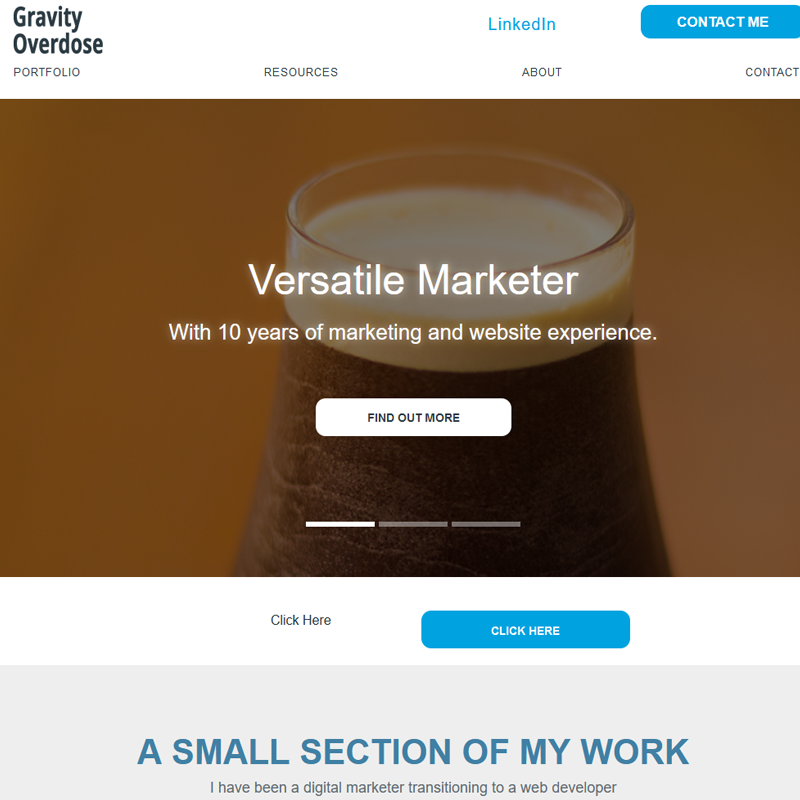 Gravity
Overdose
LinkedIn
CONTACT ME
PORTFOLIO
RESOURCES
ABOUT
CONTACT
Versatile Marketer
With 10 years of marketing and website experience.
FIND OUT MORE
Click Here
CLICK HERE
A SMALL SECTION OF MY WORK
I have been a digital marketer transitioning to a web developer